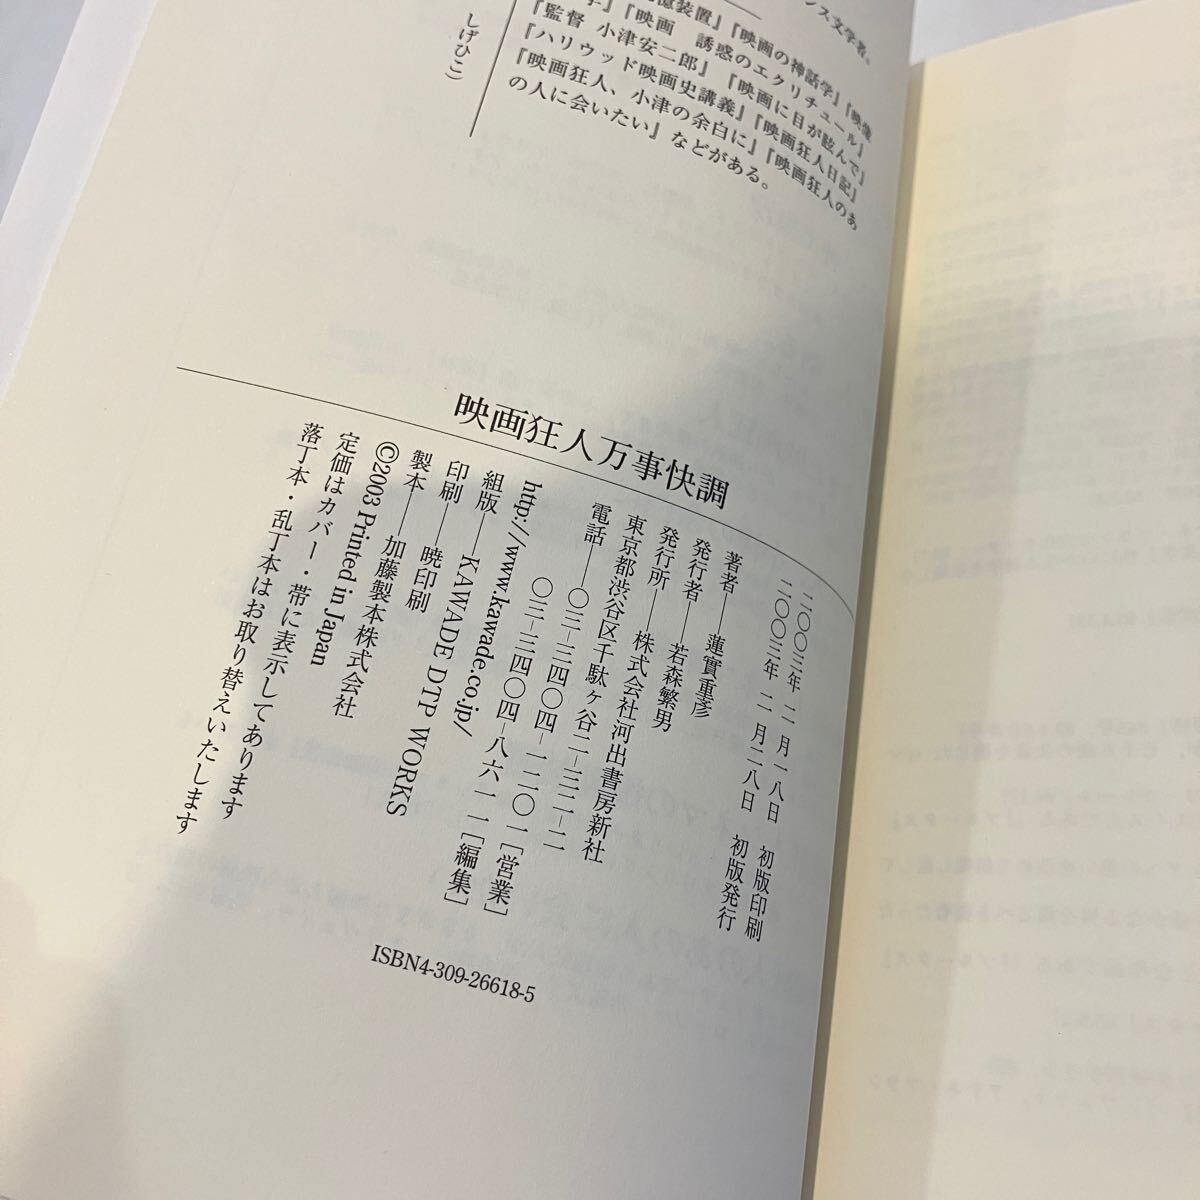 ンス文学者。
憶装置』『映画の神話学』『映像
『映画 誘惑のエクリチュール』
『監督 小津安二郎』『映画に目が眩んで』
『ハリウッド映画史講義』『映画狂人日記』
『映画狂人、小津の余白に』『映画狂人のあ
の人に会いたい』などがある。
しげひこ）
映画狂人万事快調
二〇〇三年 二月一八日 初版印刷
二〇〇三年 二月二八日 初版発行
著者――蓮實重彦
発行者――若森繁男
発行所――株式会社河出書房新社
東京都渋谷区千駄ヶ谷二-三二-二
電話――〇三-三四〇四-一二〇一［営業］
〇三-三四〇四-八六一一［編集］
http://www.kawade.co.jp/
組版――KAWADE DTP WORKS
印刷――暁印刷
製本――加藤製本株式会社
©2003 Printed in Japan
定価はカバー・帯に表示してあります
落丁本・乱丁本はお取り替えいたします
ISBN4-309-26618-5